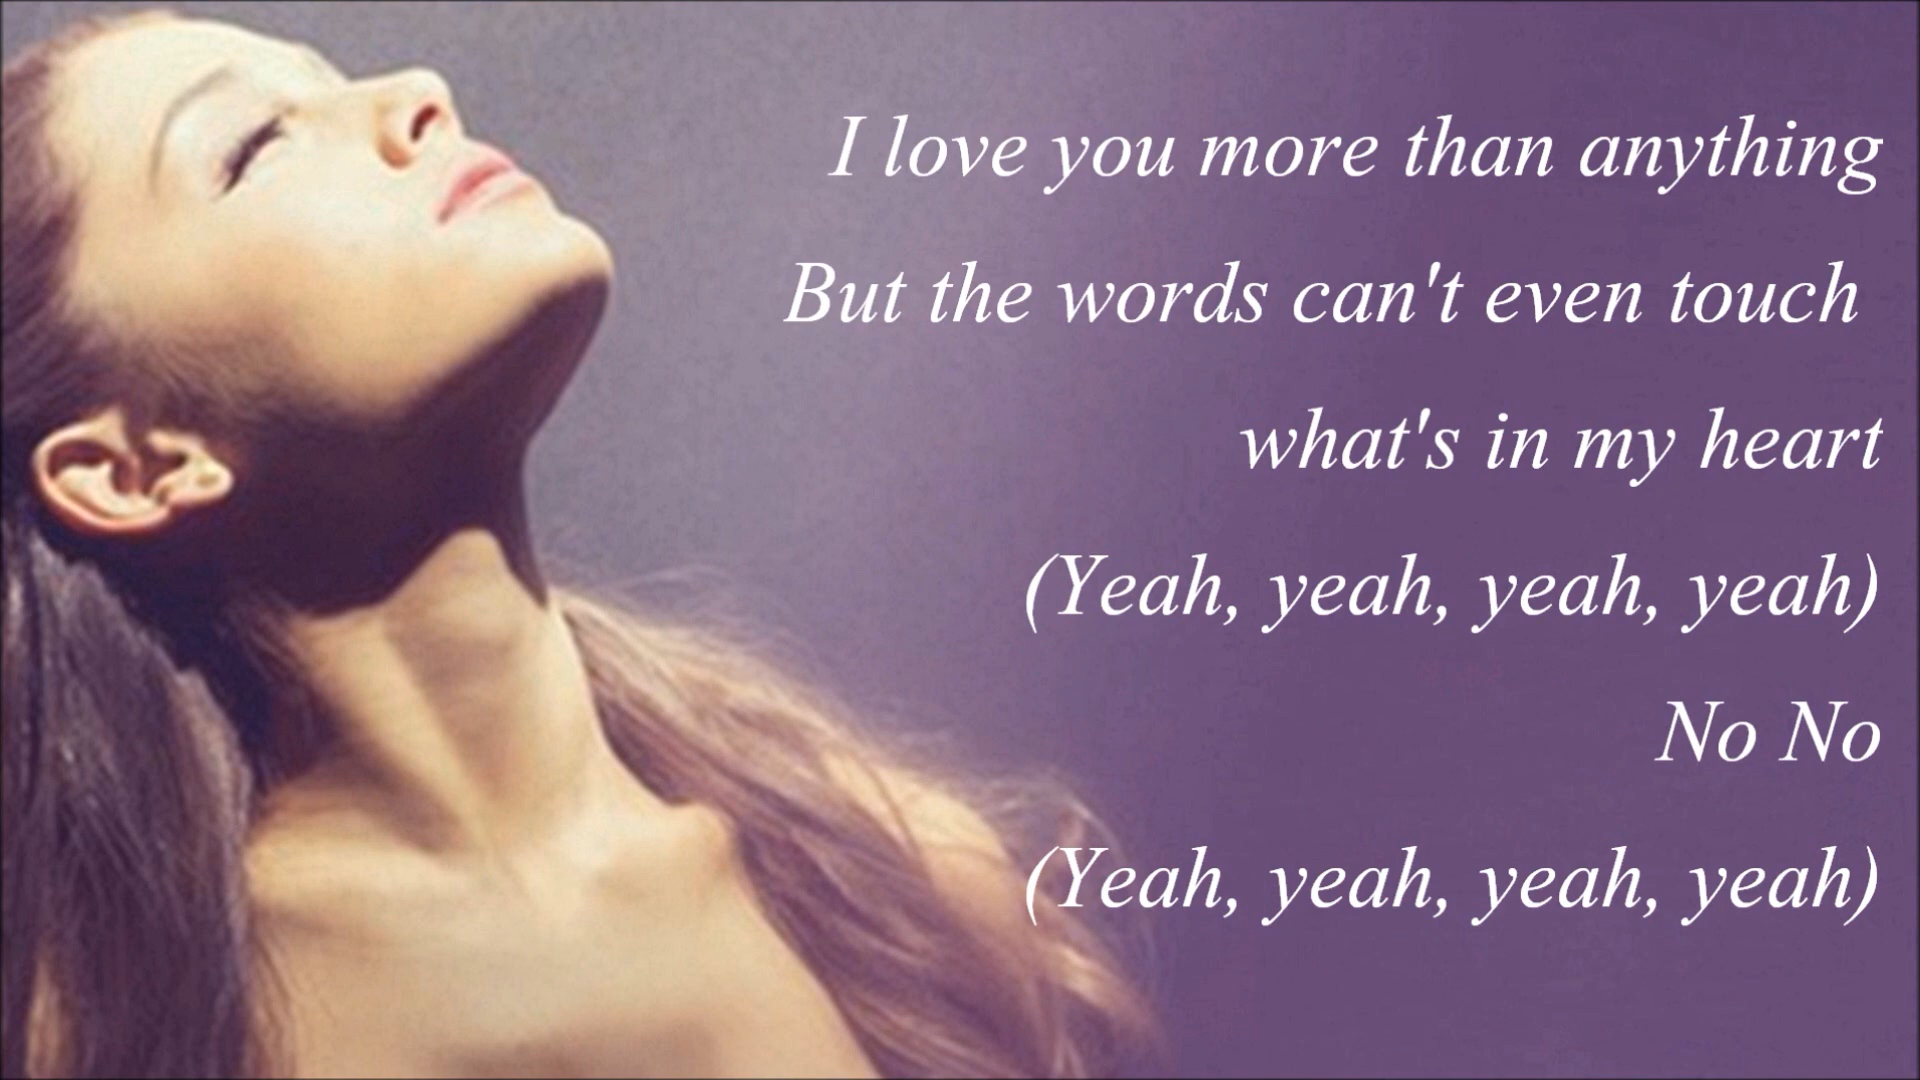 I love you more than anything
But the words can't even touch
what's in my heart
(Yeah, yeah, yeah, yeah)
No No
(Yeah, yeah, yeah, yeah)